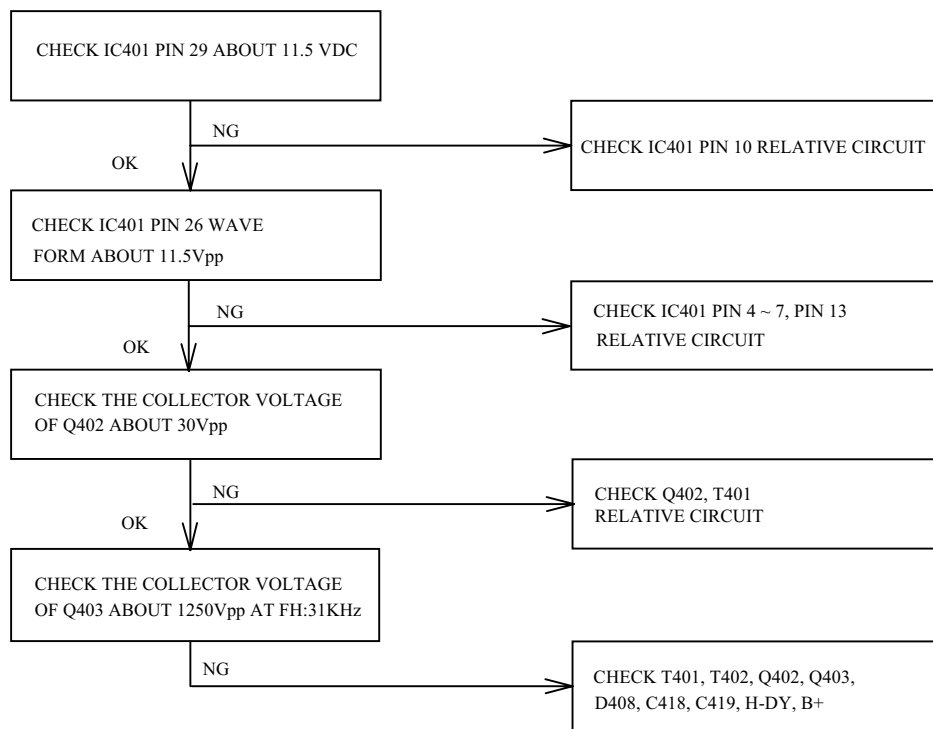 CHECK IC401 PIN 29 ABOUT 11.5 VDC
NG
CHECK IC401 PIN 10 RELATIVE CIRCUIT
OK
CHECK IC401 PIN 26 WAVE
FORM ABOUT 11.5Vpp
NG
CHECK IC401 PIN 4 ~ 7, PIN 13
RELATIVE CIRCUIT
OK
CHECK THE COLLECTOR VOLTAGE
OF Q402 ABOUT 30Vpp
NG
CHECK Q402, T401
RELATIVE CIRCUIT
OK
CHECK THE COLLECTOR VOLTAGE
OF Q403 ABOUT 1250Vpp AT FH:31KHz
NG
CHECK T401, T402, Q402, Q403,
D408, C418, C419, H-DY, B+